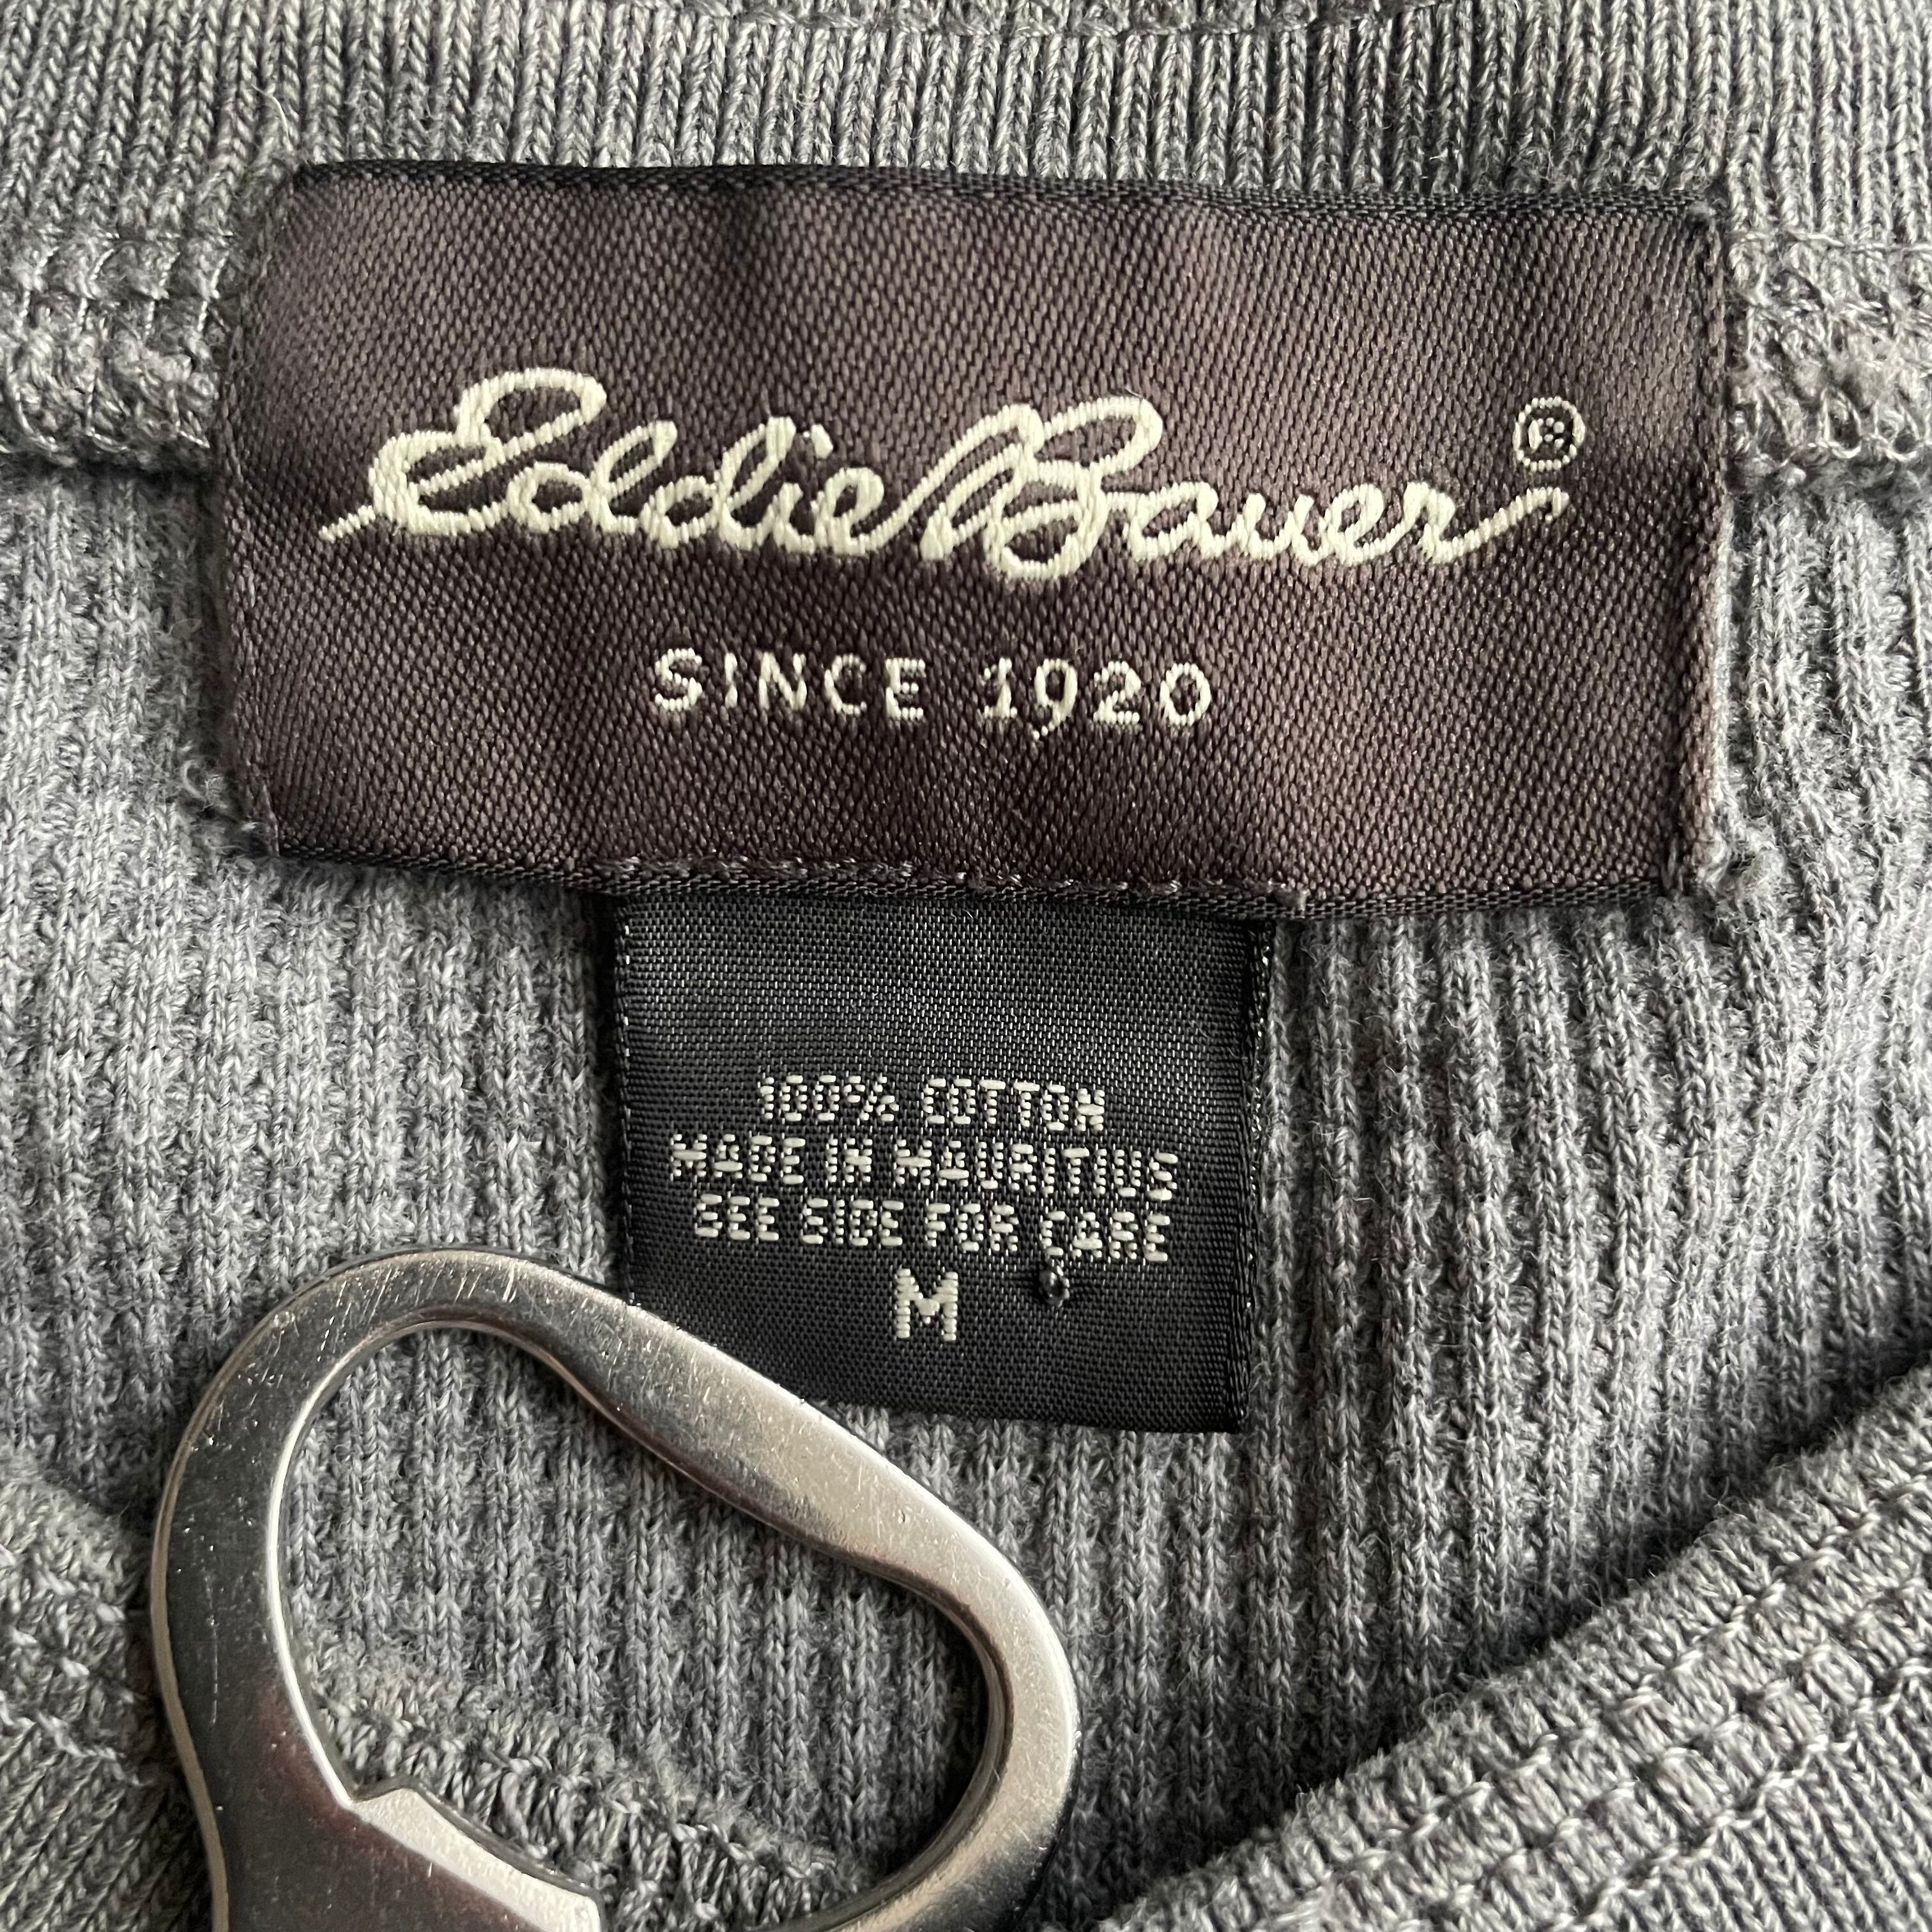 Eddie Bauer®
SINCE 1920
100% COTTON
MADE IN MAURITIUS
SEE SIDE FOR CARE
M